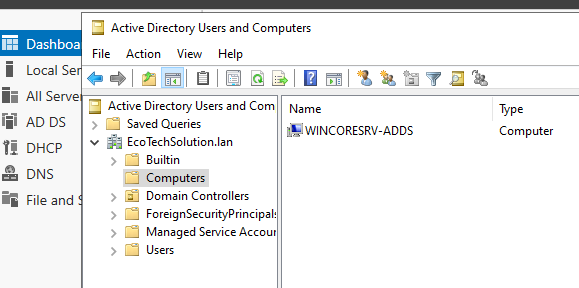 Active Directory Users and Computers
File Action View Help
Dashboa
Local Ser
All Server
AD DS
DHCP
DNS
File and S
Active Directory Users and Com
Saved Queries
EcoTechSolution.lan
Builtin
Computers
Domain Controllers
ForeignSecurityPrincipals
Managed Service Accou
Users
Name Type
WINCORESRV-ADDS Computer